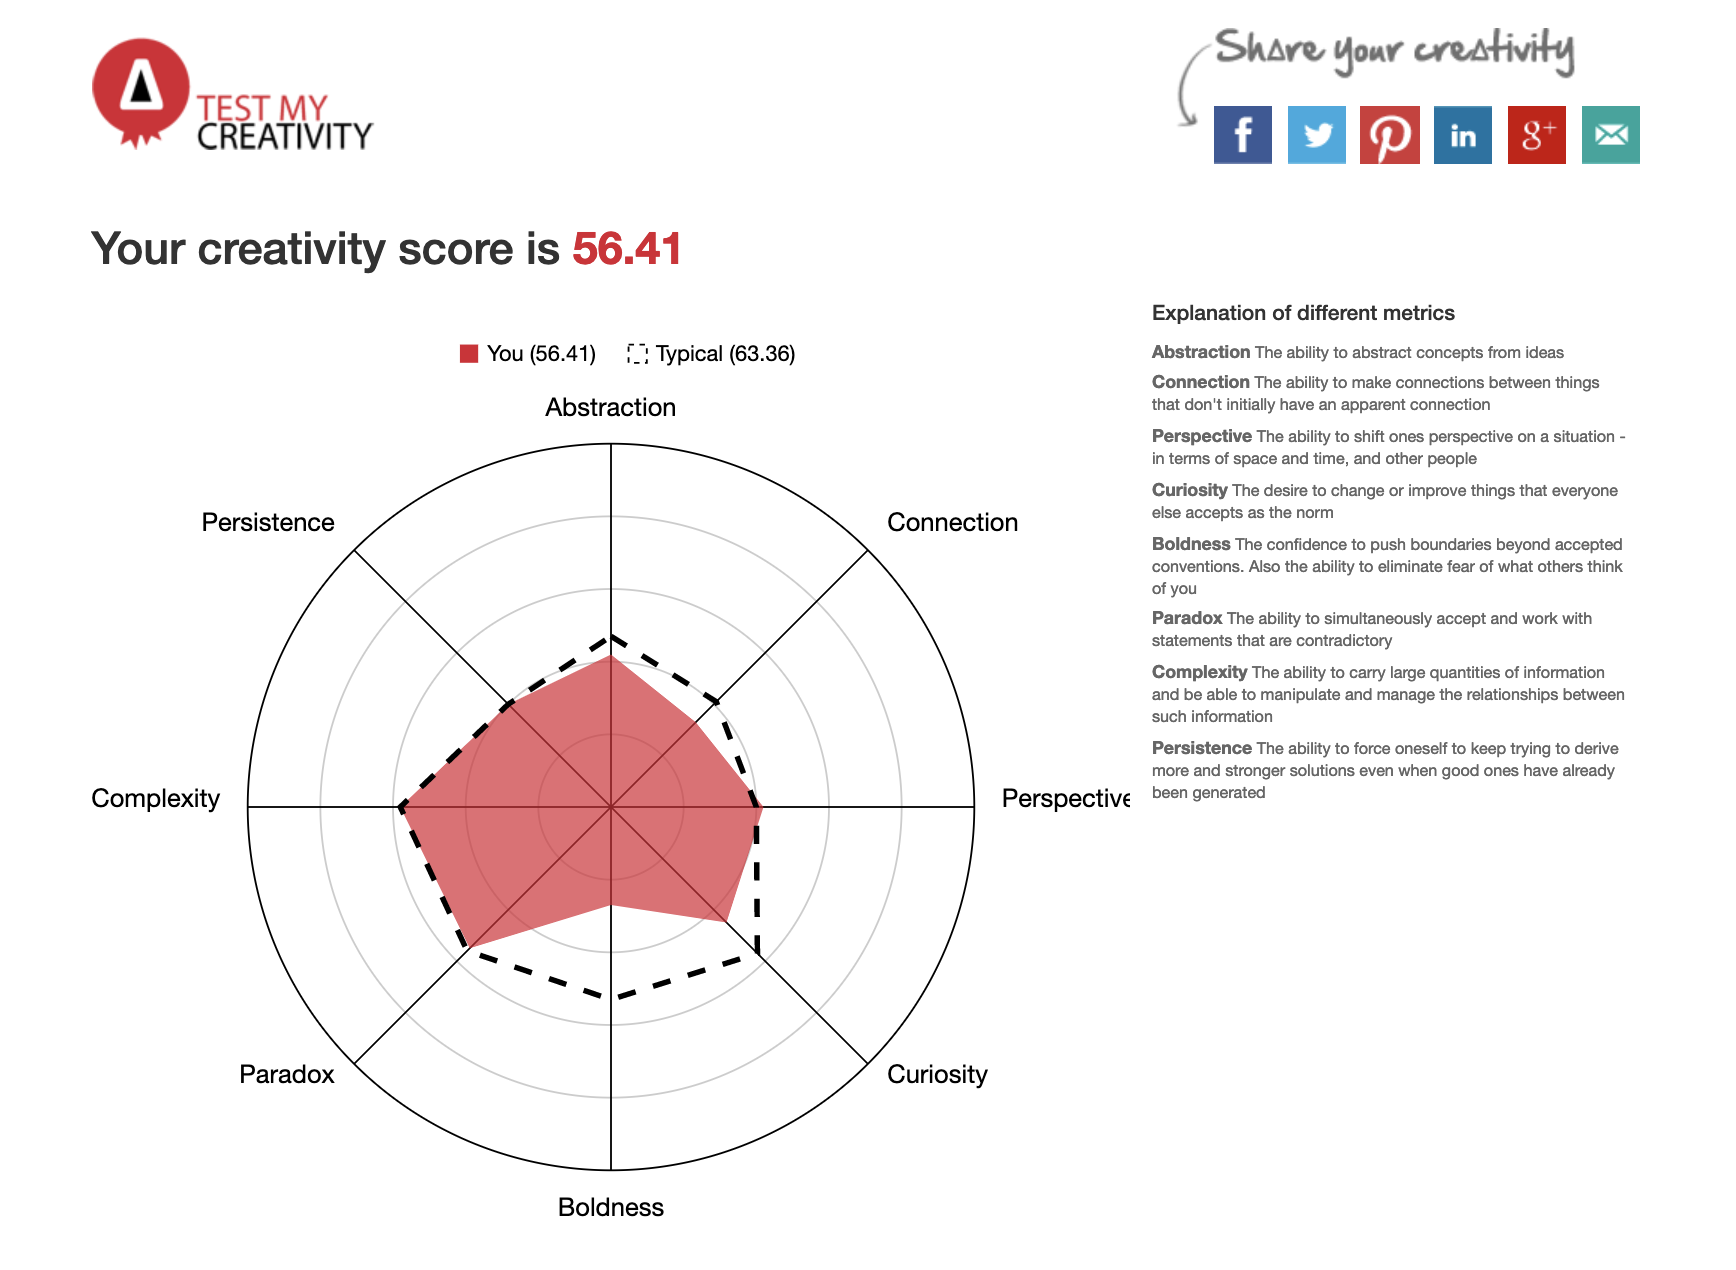 TEST MY
CREATIVITY
Share your creativity
f
in
g+
Your creativity score is 56.41
You (56.41)
Typical (63.36)
Abstraction
Persistence
Connection
Complexity
Perspective
Paradox
Curiosity
Boldness
Explanation of different metrics
Abstraction The ability to abstract concepts from ideas
Connection The ability to make connections between things
that don't initially have an apparent connection
Perspective The ability to shift ones perspective on a situation -
in terms of space and time, and other people
Curiosity The desire to change or improve things that everyone
else accepts as the norm
Boldness The confidence to push boundaries beyond accepted
conventions. Also the ability to eliminate fear of what others think
of you
Paradox The ability to simultaneously accept and work with
statements that are contradictory
Complexity The ability to carry large quantities of information
and be able to manipulate and manage the relationships between
such information
Persistence The ability to force oneself to keep trying to derive
more and stronger solutions even when good ones have already
been generated